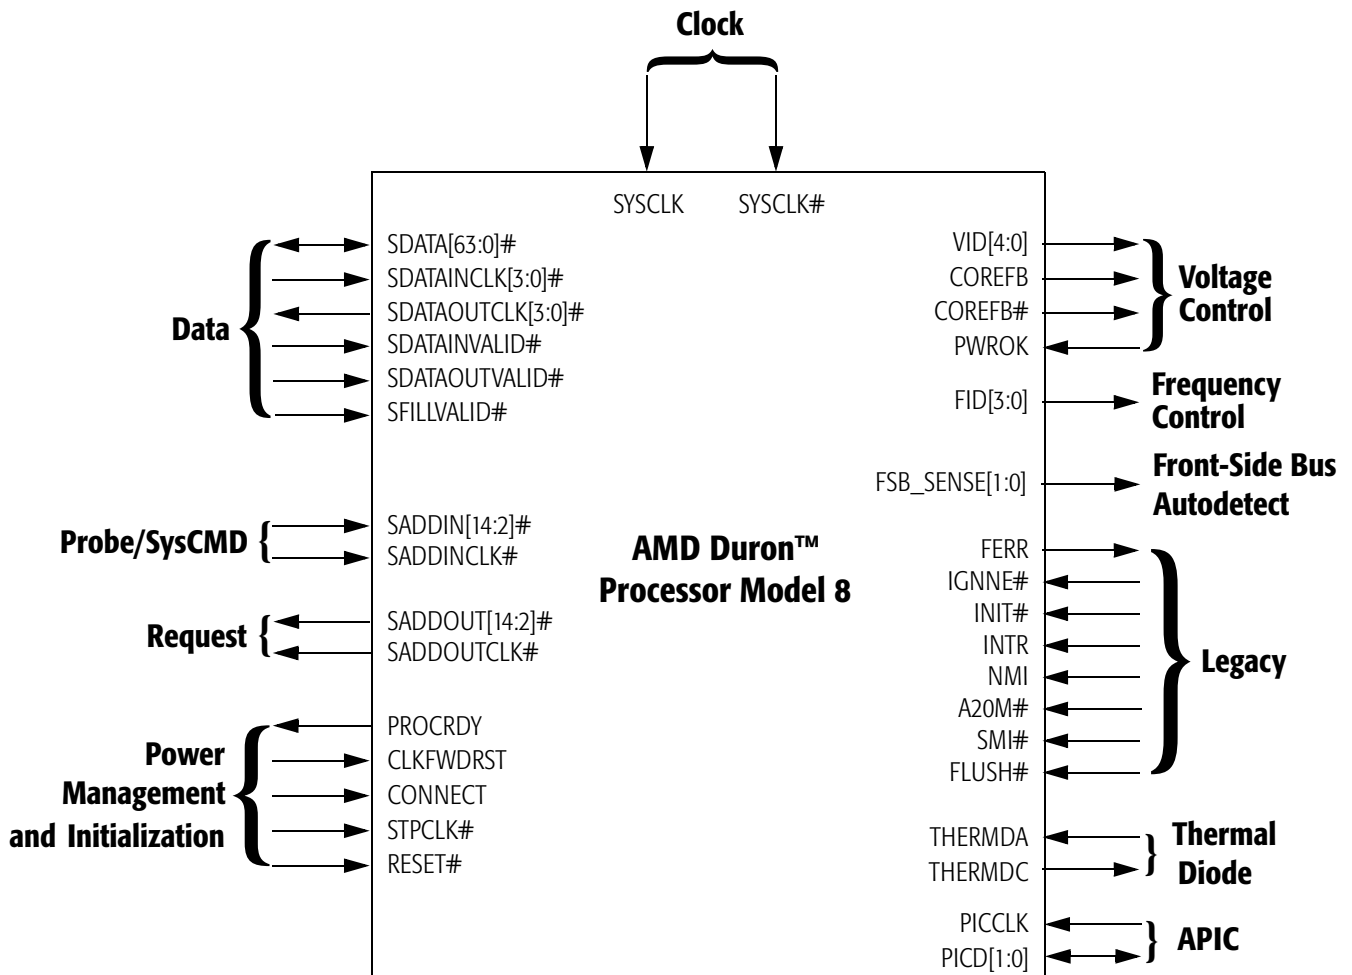 Clock
SYSCLK SYSCLK#
Data
SDATA[63:0]#
SDATAINCLK[3:0]#
SDATAOUTCLK[3:0]#
SDATAINVALID#
SDATAOUTVALID#
SFILLVALID#
Probe/SysCMD
SADDIN[14:2]#
SADDINCLK#
Request
SADDOUT[14:2]#
SADDOUTCLK#
Power
Management
and Initialization
PROCRDY
CLKFWDRST
CONNECT
STPCLK#
RESET#
AMD Duron™
Processor Model 8
VID[4:0]
COREFB
COREFB#
PWROK
Voltage
Control
FID[3:0]
Frequency
Control
FSB_SENSE[1:0]
Front-Side Bus
Autodetect
FERR
IGNNE#
INIT#
INTR
NMI
A20M#
SMI#
FLUSH#
Legacy
THERMDA
THERMDC
Thermal
Diode
PICCLK
PICD[1:0]
APIC